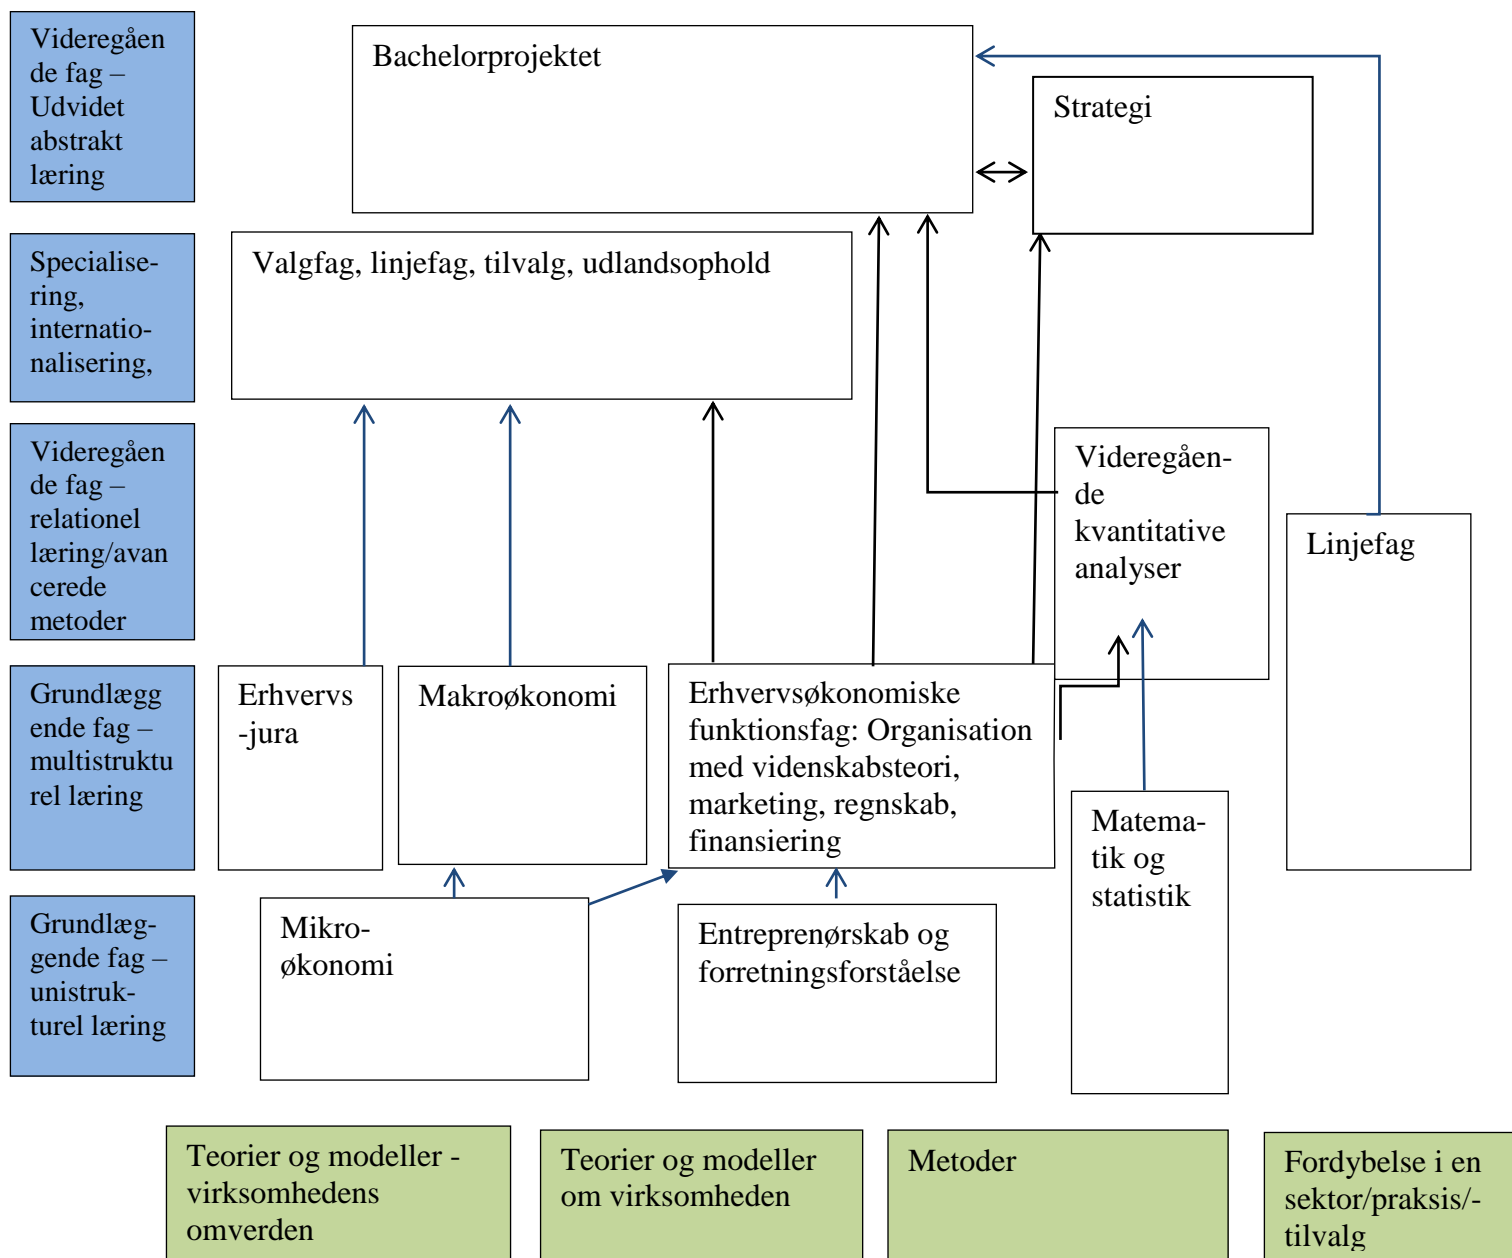 Videregåen
de fag –
Udvidet
abstrakt
læring
Bachelorprojektet
Strategi
Specialise-
ring,
internatio-
nalisering,
Valgfag, linjefag, tilvalg, udlandsophold
Videregåen
de fag –
relationel
læring/avan
cerede
metoder
Videregåen-
de
kvantitative
analyser
Linjefag
Grundlægg
ende fag –
multistruktu
rel læring
Erhvervs
-jura
Makroøkonomi
Erhvervsøkonomiske
funktionsfag: Organisation
med videnskabsteori,
marketing, regnskab,
finansiering
Matema-
tik og
statistik
Grundlæg-
gende fag –
unistruk-
turel læring
Mikro-
økonomi
Entreprenørskab og
forretningsforståelse
Teorier og modeller -
virksomhedens
omverden
Teorier og modeller
om virksomheden
Metoder
Fordybelse i en
sektor/praksis/-
tilvalg